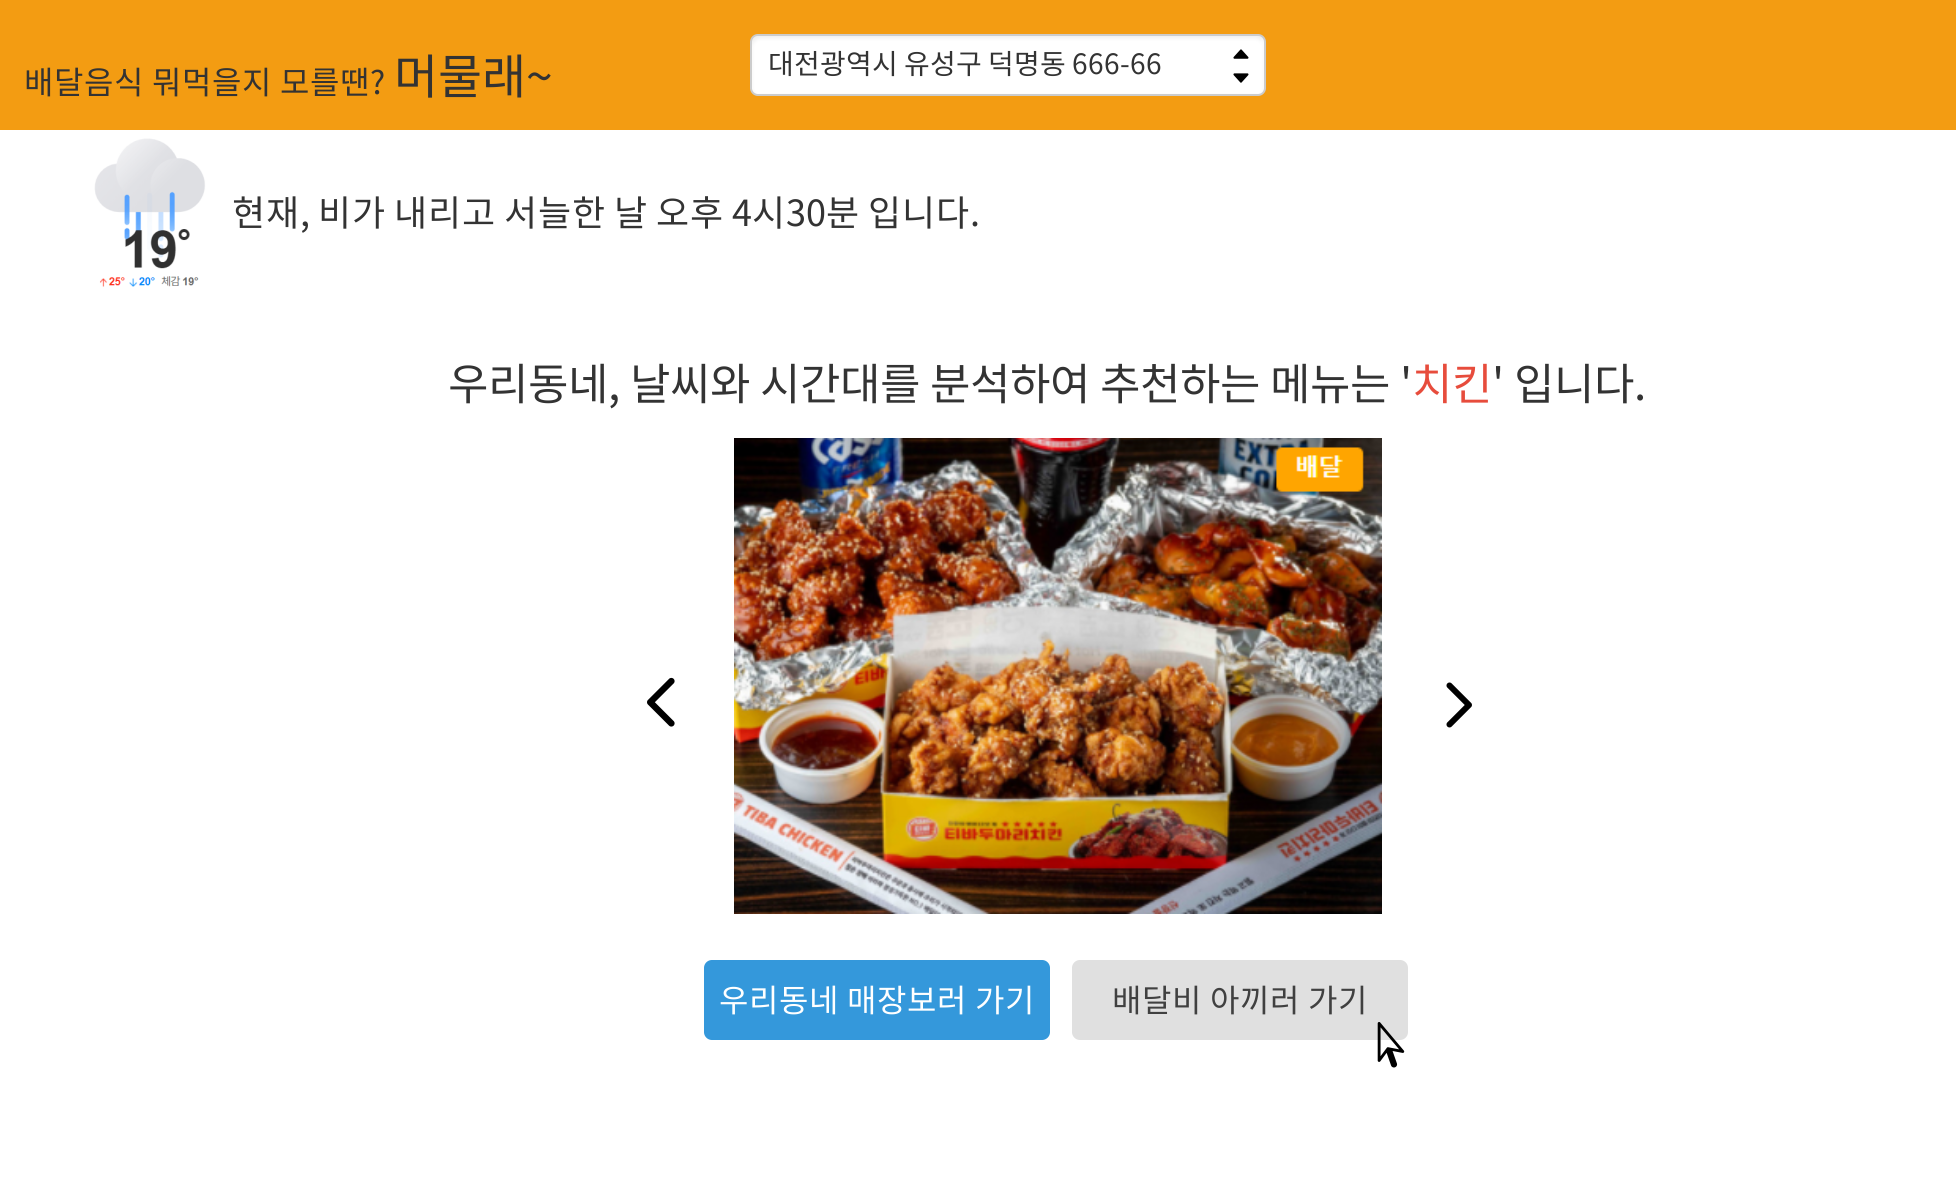 배달음식 뭐먹을지 모를땐? 머물래~
대전광역시 유성구 덕명동 666-66
현재, 비가 내리고 서늘한 날 오후 4시30분 입니다.
19°
↑25° ↓20° 체감 19°
우리동네, 날씨와 시간대를 분석하여 추천하는 메뉴는 '치킨' 입니다.
배달
TIBA CHICKEN
티바두마리치킨
우리동네 매장보러 가기
배달비 아끼러 가기